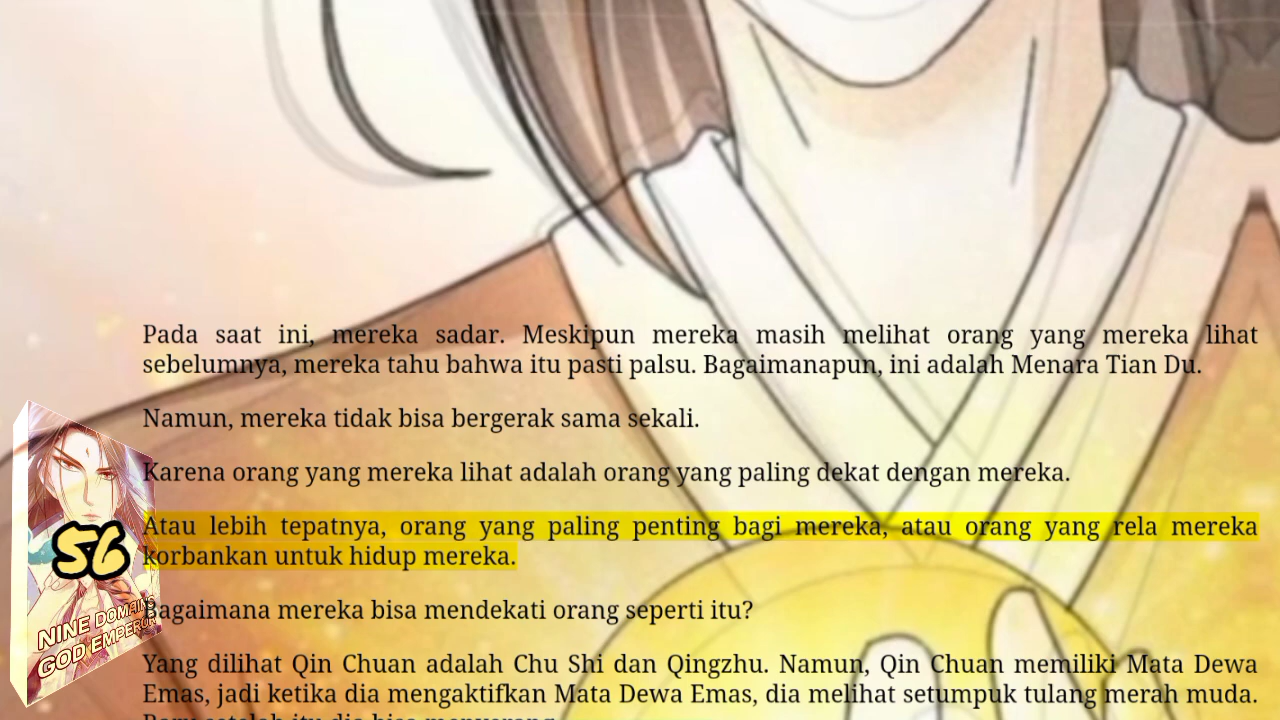 Pada saat ini, mereka sadar. Meskipun mereka masih melihat orang yang mereka lihat
sebelumnya, mereka tahu bahwa itu pasti palsu. Bagaimanapun, ini adalah Menara Tian Du.
Namun, mereka tidak bisa bergerak sama sekali.
Karena orang yang mereka lihat adalah orang yang paling dekat dengan mereka.
Atau lebih tepatnya, orang yang paling penting bagi mereka, atau orang yang rela mereka
korbankan untuk hidup mereka.
Bagaimana mereka bisa mendekati orang seperti itu?
Yang dilihat Qin Chuan adalah Chu Shi dan Qingzhu. Namun, Qin Chuan memiliki Mata Dewa
Emas, jadi ketika dia mengaktifkan Mata Dewa Emas, dia melihat setumpuk tulang merah muda.
56
NINE DOMAINS
GOD EMPEROR